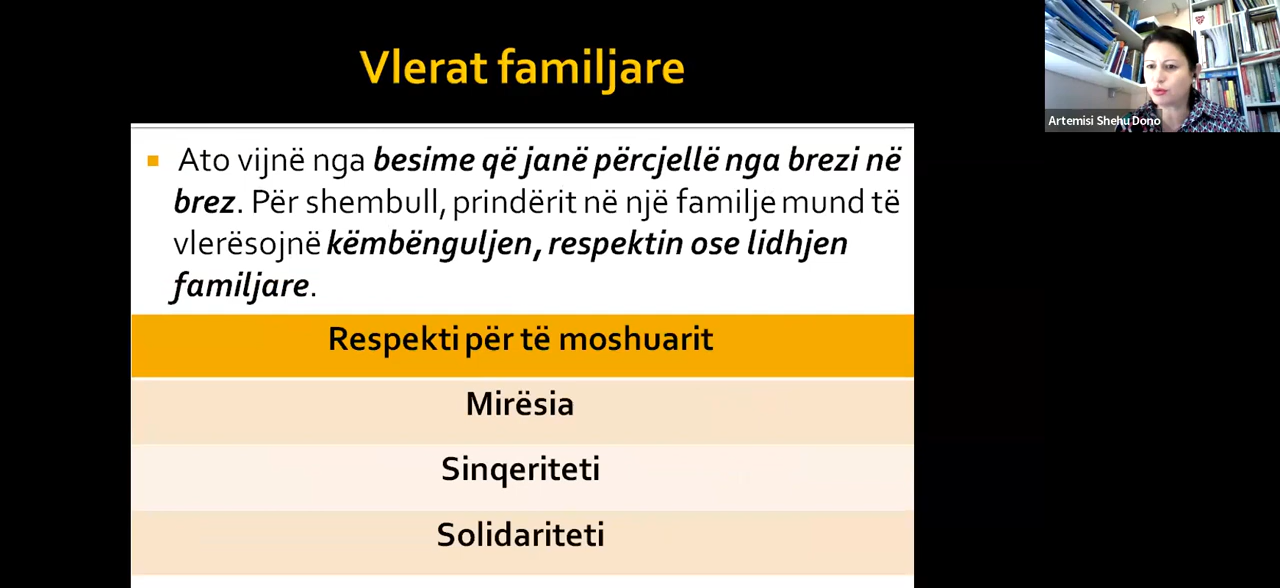 Vlerat familjare
Artemisi Shehu Dono
Ato vijnë nga besime që janë përcjellë nga brezi në
brez. Për shembull, prindërit në një familje mund të
vlerësojnë këmbënguljen, respektin ose lidhjen
familjare.
Respekti për të moshuarit
Mirësia
Sinqeriteti
Solidariteti